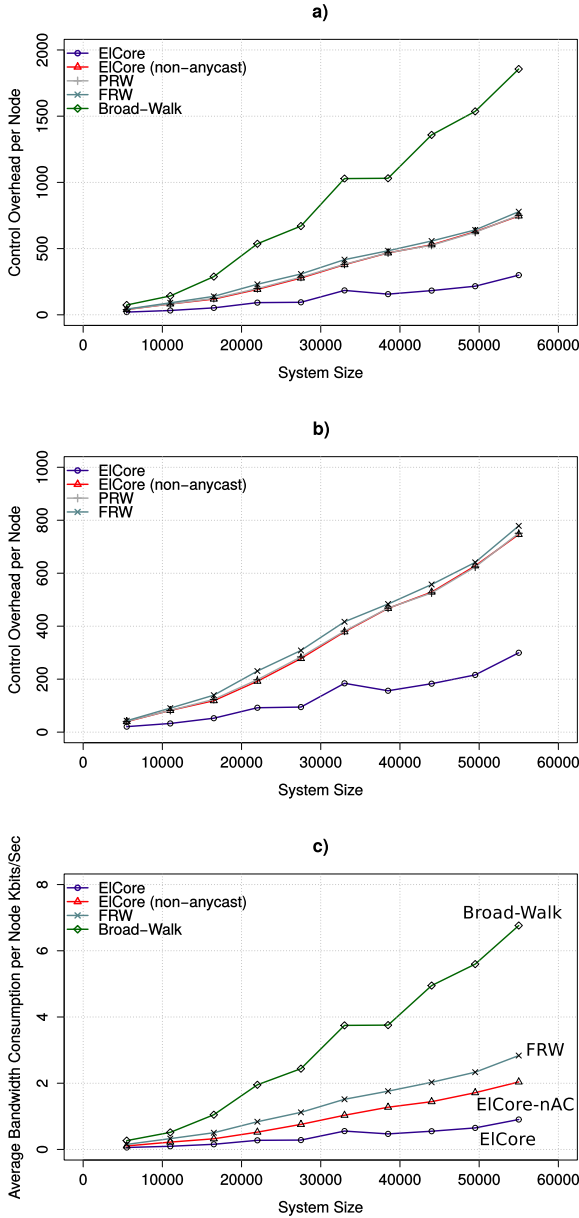 a)
Control Overhead per Node
2000
1500
1000
500
0
ElCore
ElCore (non−anycast)
PRW
FRW
Broad−Walk
0 10000 20000 30000 40000 50000 60000
System Size
b)
Control Overhead per Node
1000
800
600
400
200
0
ElCore
ElCore (non−anycast)
PRW
FRW
0 10000 20000 30000 40000 50000 60000
System Size
c)
Average Bandwidth Consumption per Node Kbits/Sec
8
6
4
2
0
ElCore
ElCore (non−anycast)
FRW
Broad−Walk
Broad-Walk
FRW
ElCore-nAC
ElCore
0 10000 20000 30000 40000 50000 60000
System Size